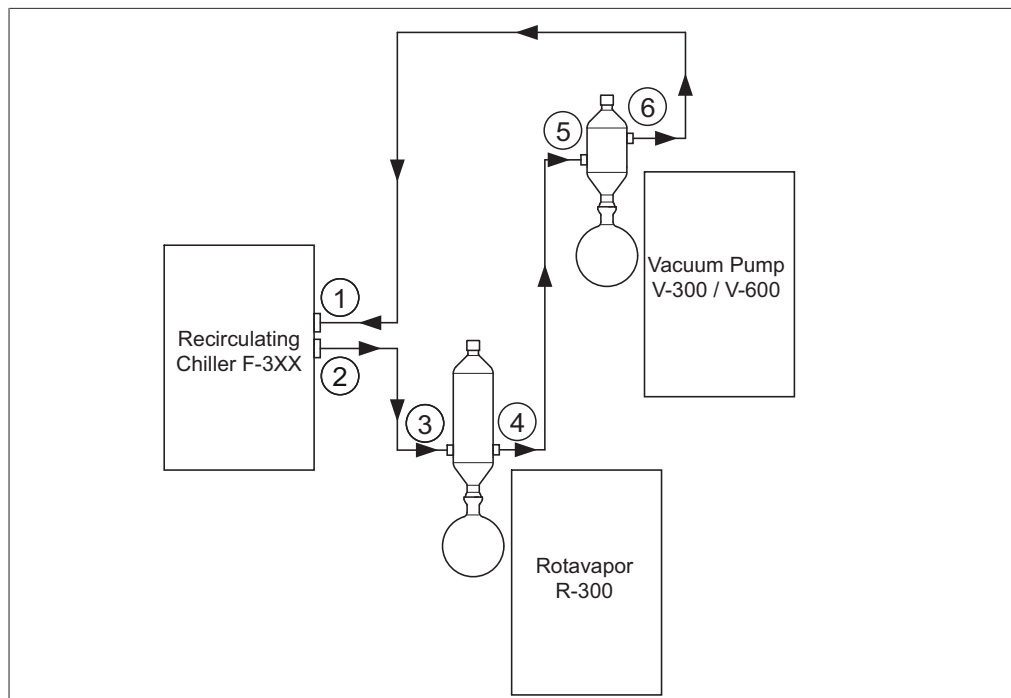 6
5
Vacuum Pump
V-300 / V-600
1
Recirculating
Chiller F-3XX
2
3
4
Rotavapor
R-300